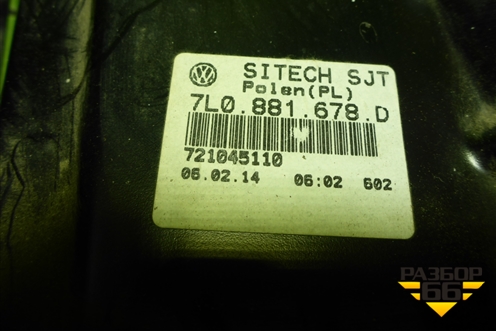 SITECH SJT
Polen(PL)
7L0.881.678.D
721045110
06.02.14 06:02 602
РАЗБОР
66